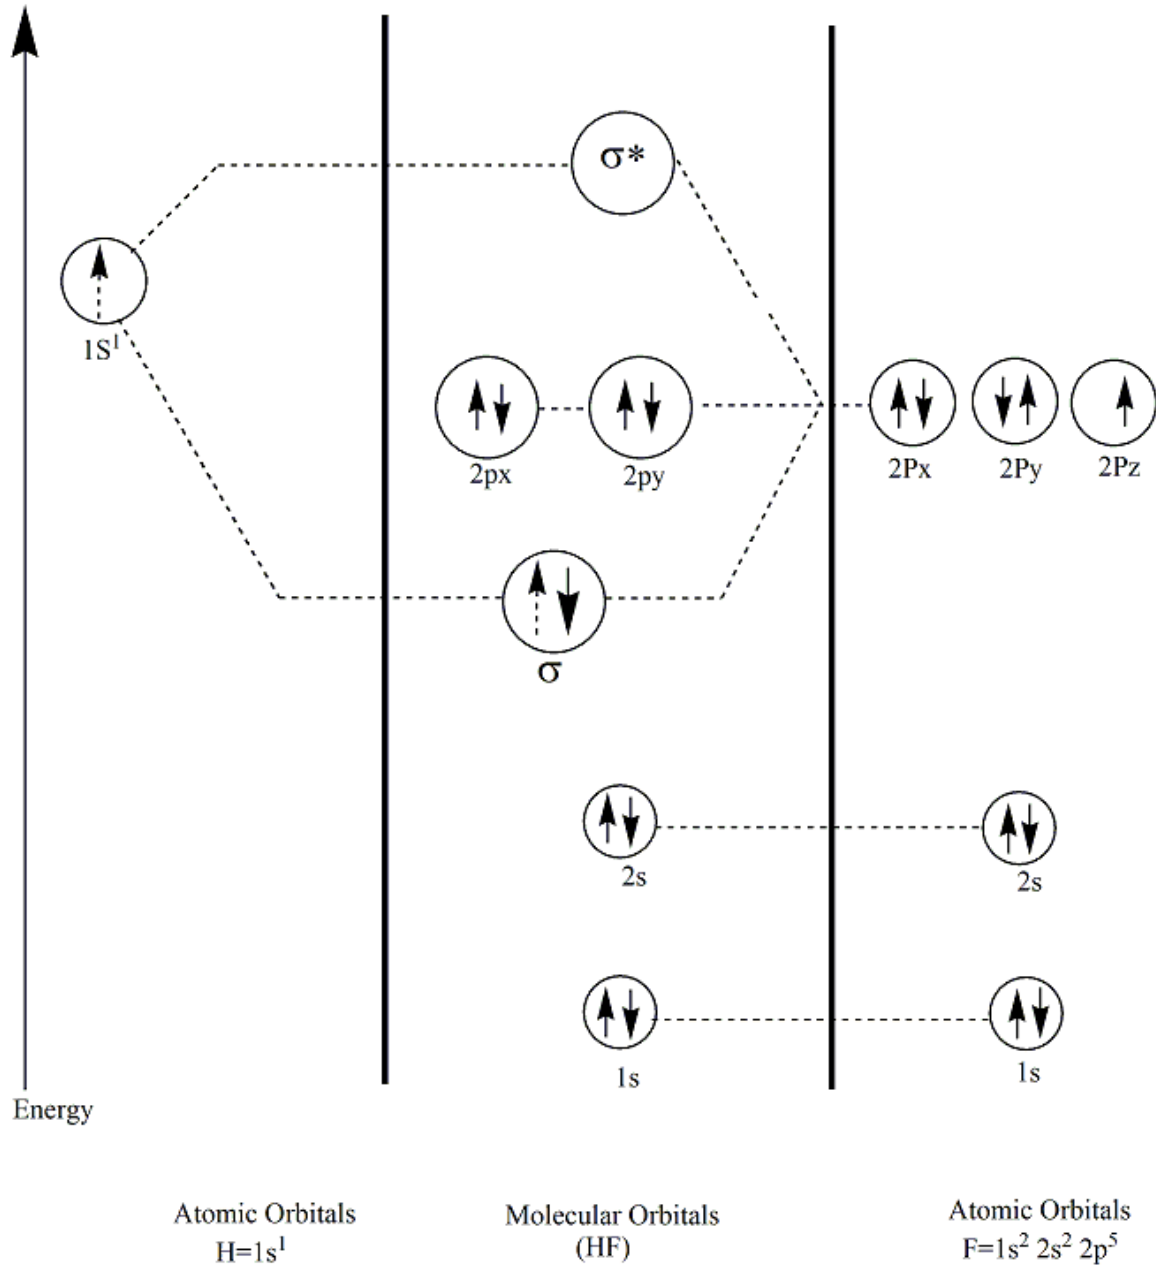 σ*
1S¹
2px
2py
2Px
2Py
2Pz
σ
2s
2s
1s
1s
Energy
Atomic Orbitals
H=1s¹
Molecular Orbitals
(HF)
Atomic Orbitals
F=1s² 2s² 2p⁵